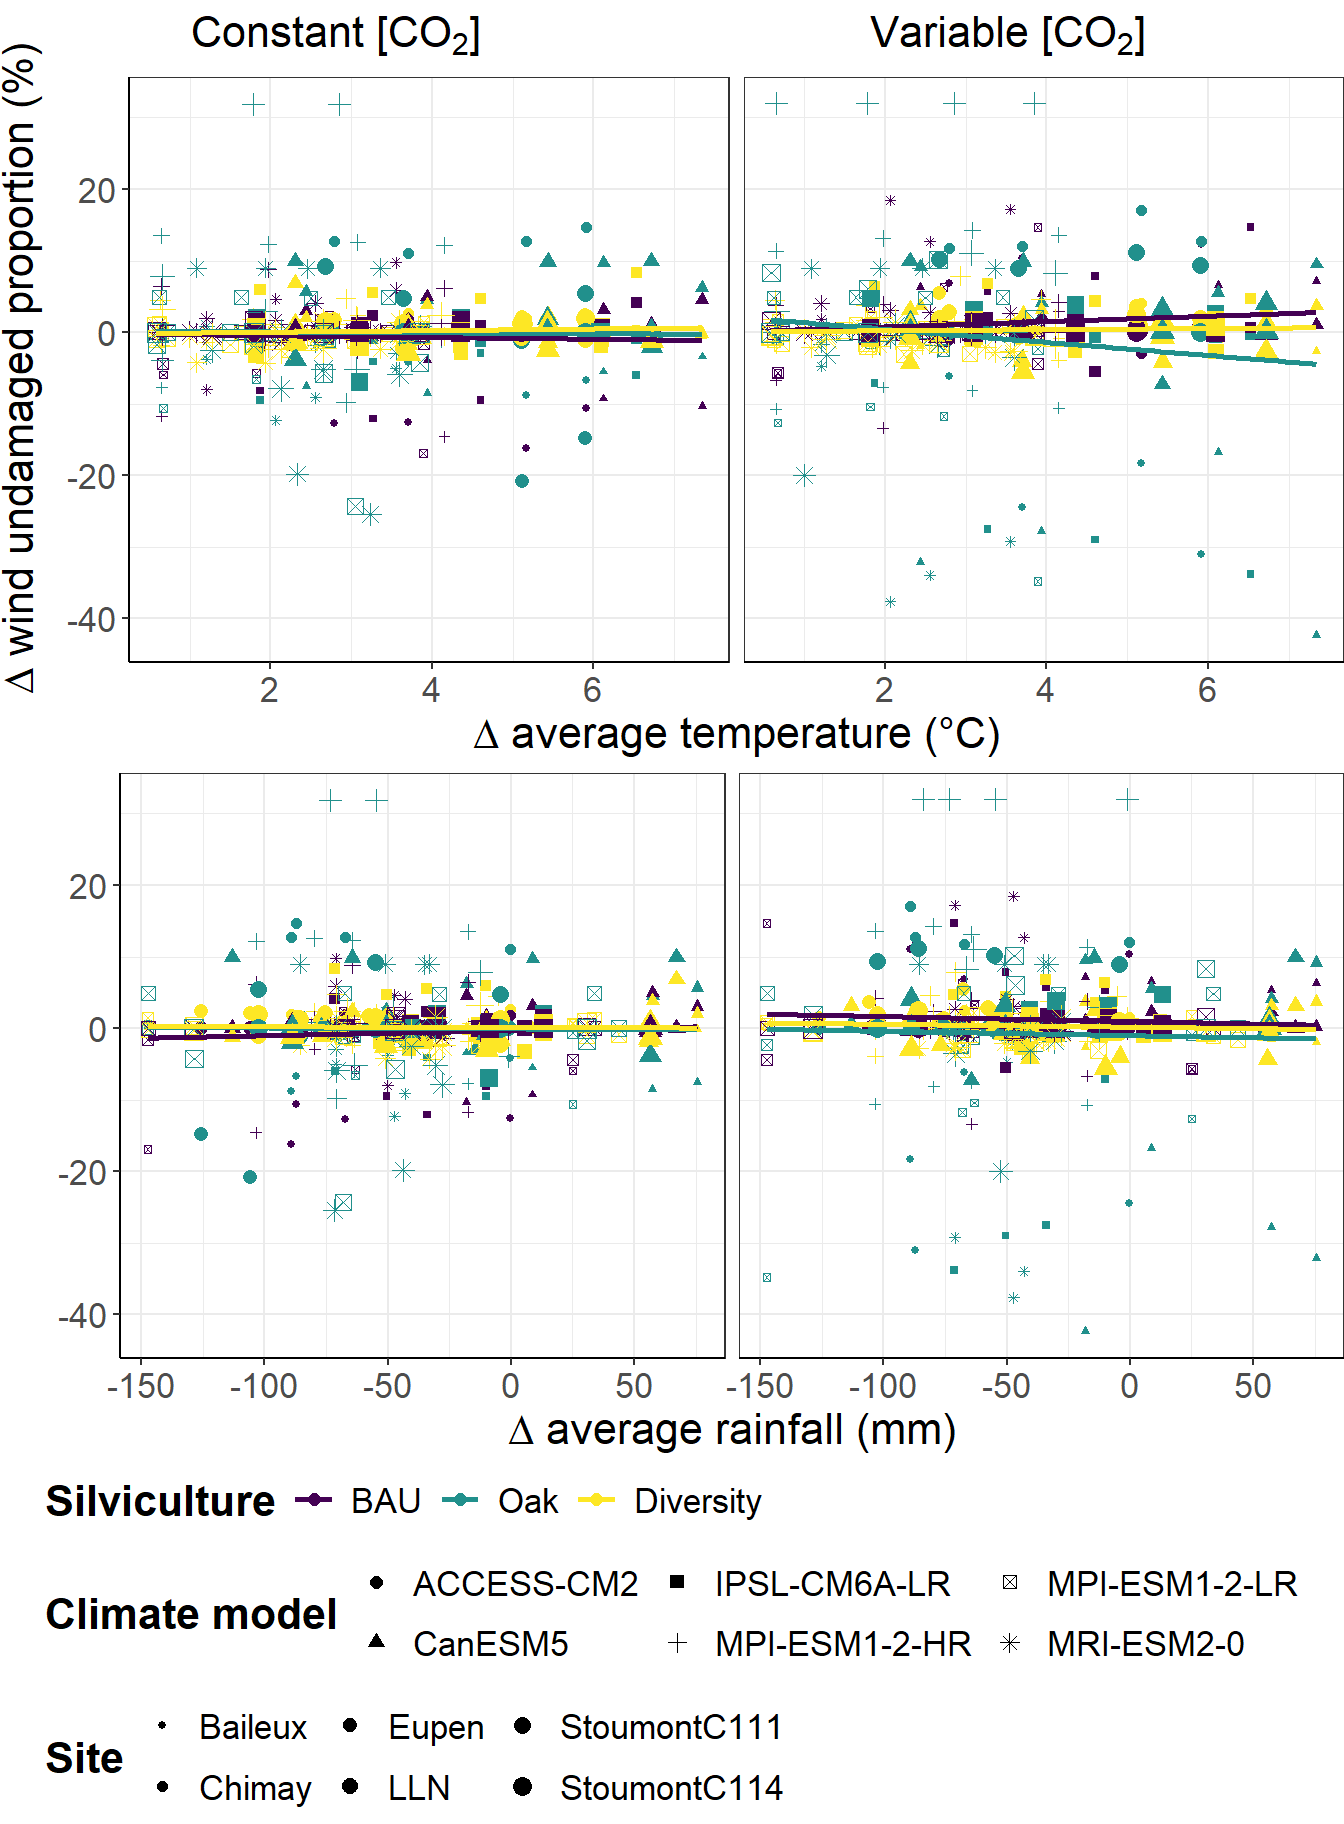 Constant [CO₂]
Variable [CO₂]
Δ wind undamaged proportion (%)
20
0
-20
-40
2 4 6
2 4 6
Δ average temperature (°C)
20
0
-20
-40
-150 -100 -50 0 50
-150 -100 -50 0 50
Δ average rainfall (mm)
Silviculture BAU Oak Diversity
Climate model
ACCESS-CM2 IPSL-CM6A-LR MPI-ESM1-2-LR
CanESM5 MPI-ESM1-2-HR MRI-ESM2-0
Site
Baileux Eupen StoumontC111
Chimay LLN StoumontC114